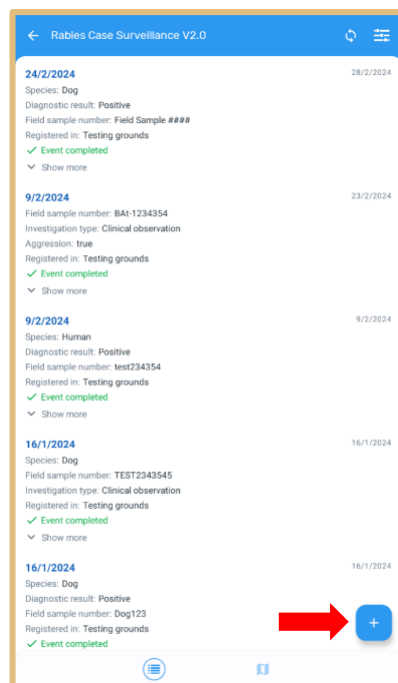 Rabies Case Surveillance V2.0
24/2/2024 28/2/2024
Species: Dog
Diagnostic result: Positive
Field sample number: Field Sample ####
Registered in: Testing grounds
Event completed
Show more
9/2/2024 23/2/2024
Field sample number: BAt-1234354
Investigation type: Clinical observation
Aggression: true
Registered in: Testing grounds
Event completed
Show more
9/2/2024 9/2/2024
Species: Human
Diagnostic result: Positive
Field sample number: test234354
Registered in: Testing grounds
Event completed
Show more
16/1/2024 16/1/2024
Species: Dog
Field sample number: TEST2343545
Investigation type: Clinical observation
Registered in: Testing grounds
Event completed
Show more
16/1/2024 16/1/2024
Species: Dog
Diagnostic result: Positive
Field sample number: Dog123
Registered in: Testing grounds
Event completed